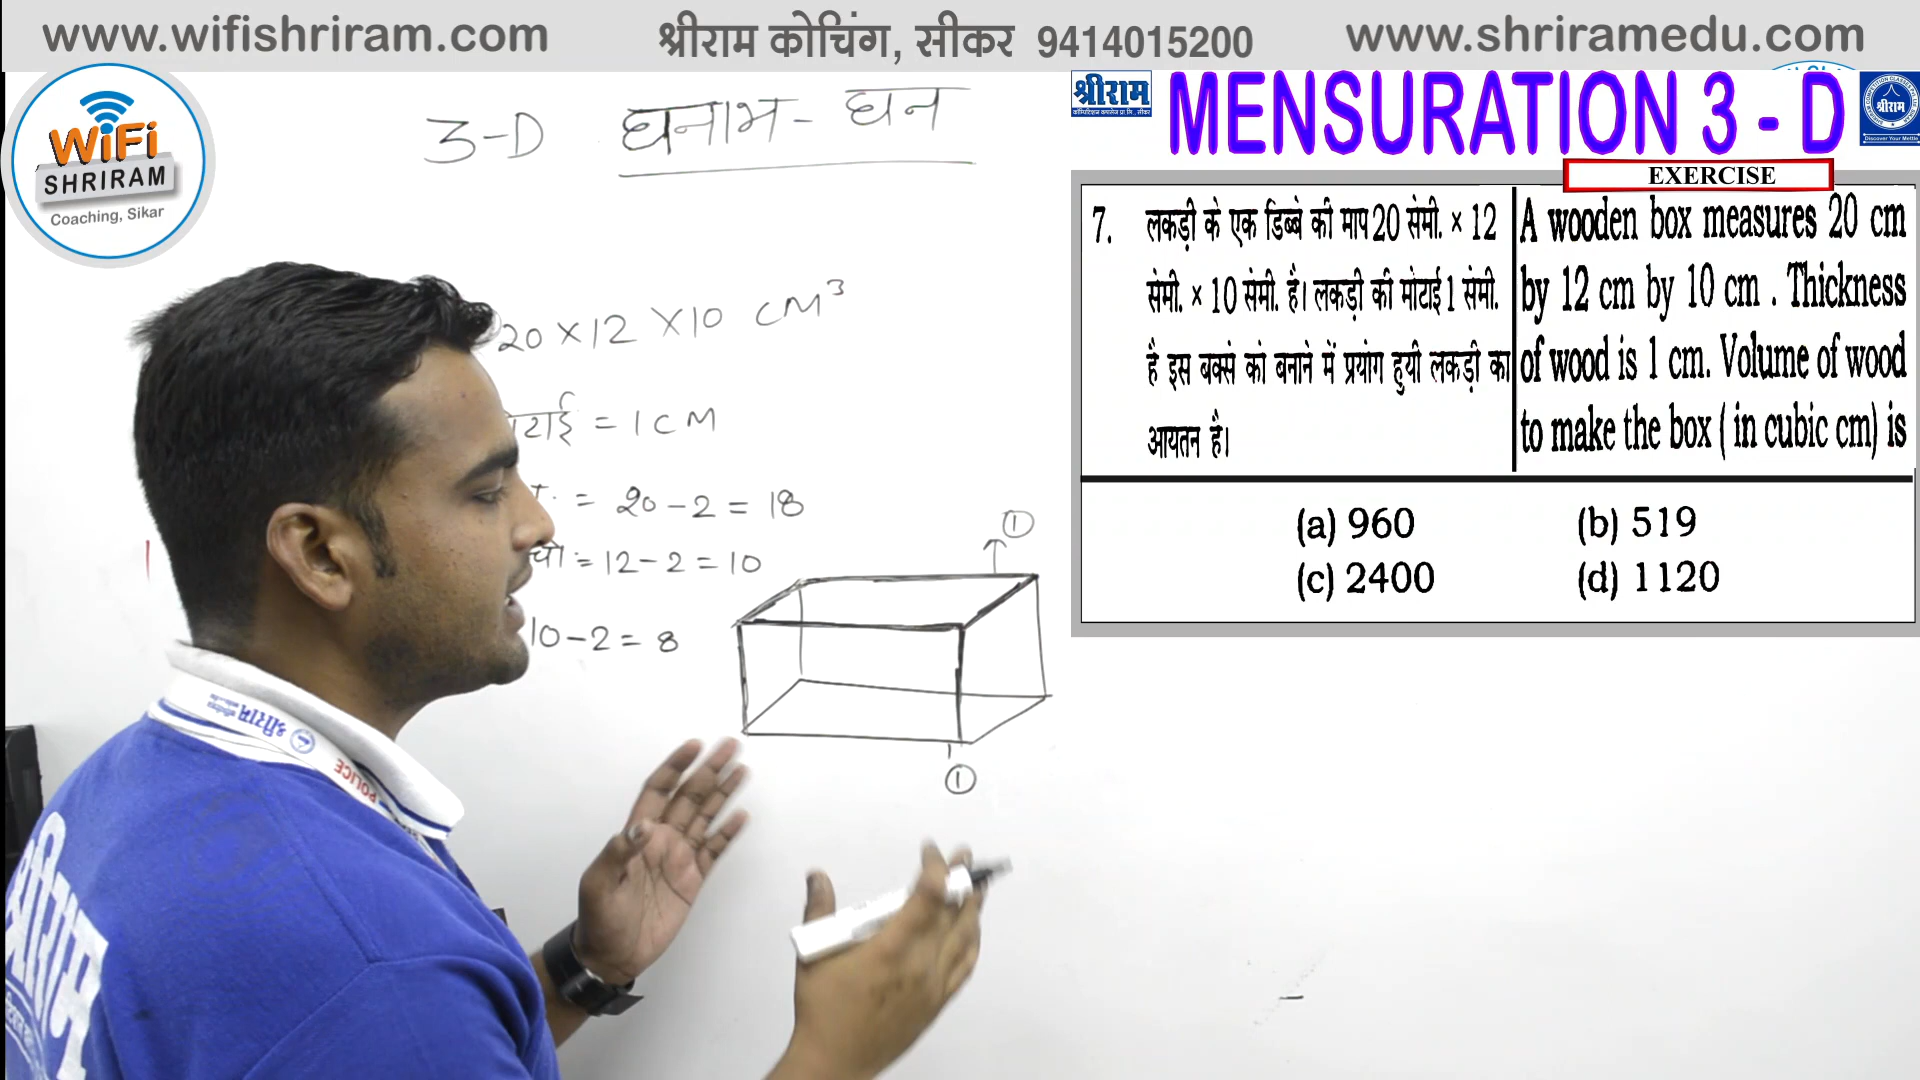 www.wifishriram.com
श्रीराम कोचिंग, सीकर 9414015200
www.shriramedu.com
WiFi
SHRIRAM
Coaching, Sikar
3-D घनाभ - घन
20 × 12 × 10 CM³
= 1 CM
= 20 - 2 = 18
= 12 - 2 = 10
10 - 2 = 8
1
1
श्रीराम
MENSURATION 3 - D
श्रीराम
EXERCISE
7. लकड़ी के एक डिब्बे की माप 20 सेमी. × 12
सेमी. × 10 सेमी. है। लकड़ी की मोटाई 1 संमी.
है इस बक्सं कां बनाने में प्रयांग हुयी लकड़ी का
आयतन है।
A wooden box measures 20 cm
by 12 cm by 10 cm . Thickness
of wood is 1 cm. Volume of wood
to make the box ( in cubic cm) is
(a) 960 (b) 519
(c) 2400 (d) 1120
श्रीराम
POLICE
श्रीराम